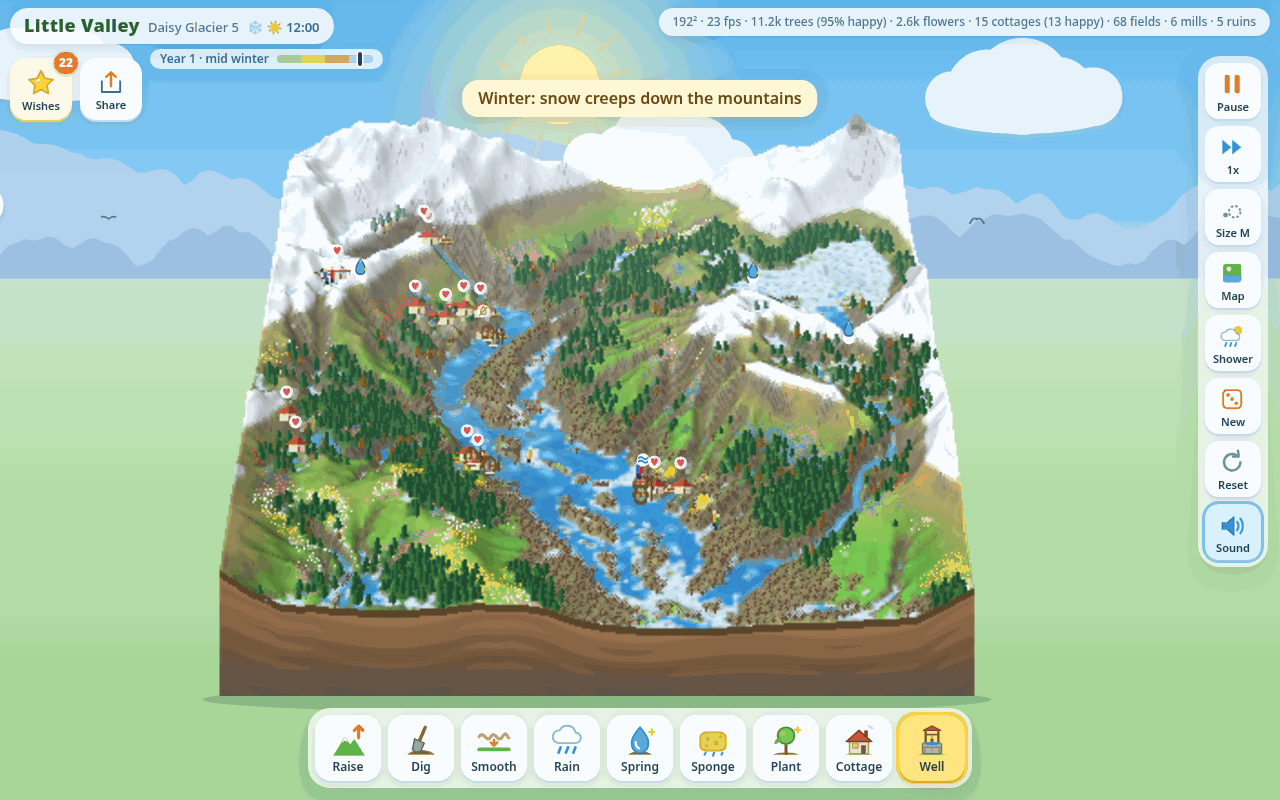 Little Valley Daisy Glacier 5 12:00
192² · 23 fps · 11.2k trees (95% happy) · 2.6k flowers · 15 cottages (13 happy) · 68 fields · 6 mills · 5 ruins
Year 1 · mid winter
22
Wishes
Share
Winter: snow creeps down the mountains
Pause
1x
Size M
Map
Shower
New
Reset
Sound
Raise
Dig
Smooth
Rain
Spring
Sponge
Plant
Cottage
Well